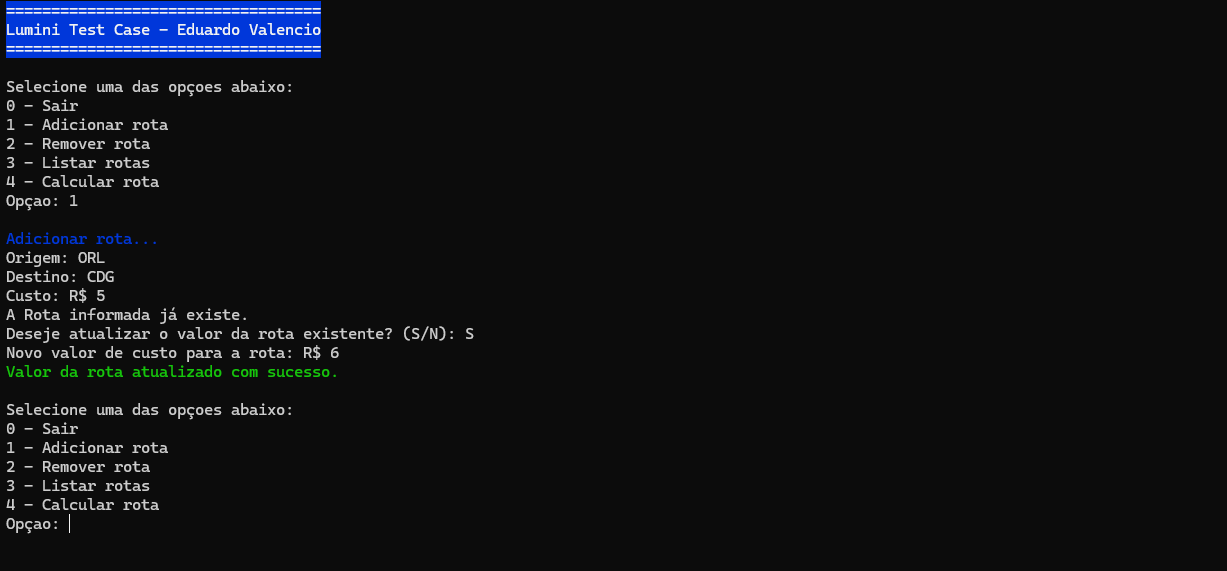 ===================================
Lumini Test Case - Eduardo Valencio
===================================
Selecione uma das opçoes abaixo:
0 - Sair
1 - Adicionar rota
2 - Remover rota
3 - Listar rotas
4 - Calcular rota
Opçao: 1
Adicionar rota...
Origem: ORL
Destino: CDG
Custo: R$ 5
A Rota informada já existe.
Deseje atualizar o valor da rota existente? (S/N): S
Novo valor de custo para a rota: R$ 6
Valor da rota atualizado com sucesso.
Selecione uma das opçoes abaixo:
0 - Sair
1 - Adicionar rota
2 - Remover rota
3 - Listar rotas
4 - Calcular rota
Opçao: